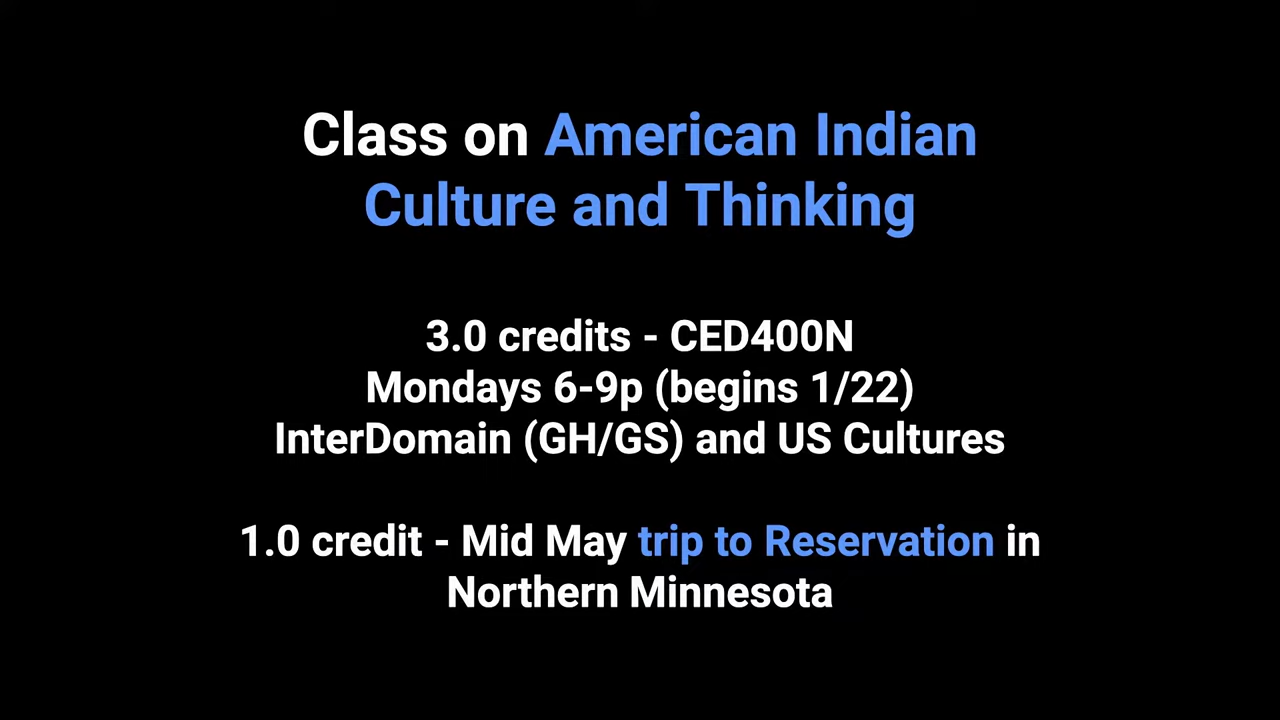 Class on American Indian
Culture and Thinking
3.0 credits - CED400N
Mondays 6-9p (begins 1/22)
InterDomain (GH/GS) and US Cultures
1.0 credit - Mid May trip to Reservation in
Northern Minnesota